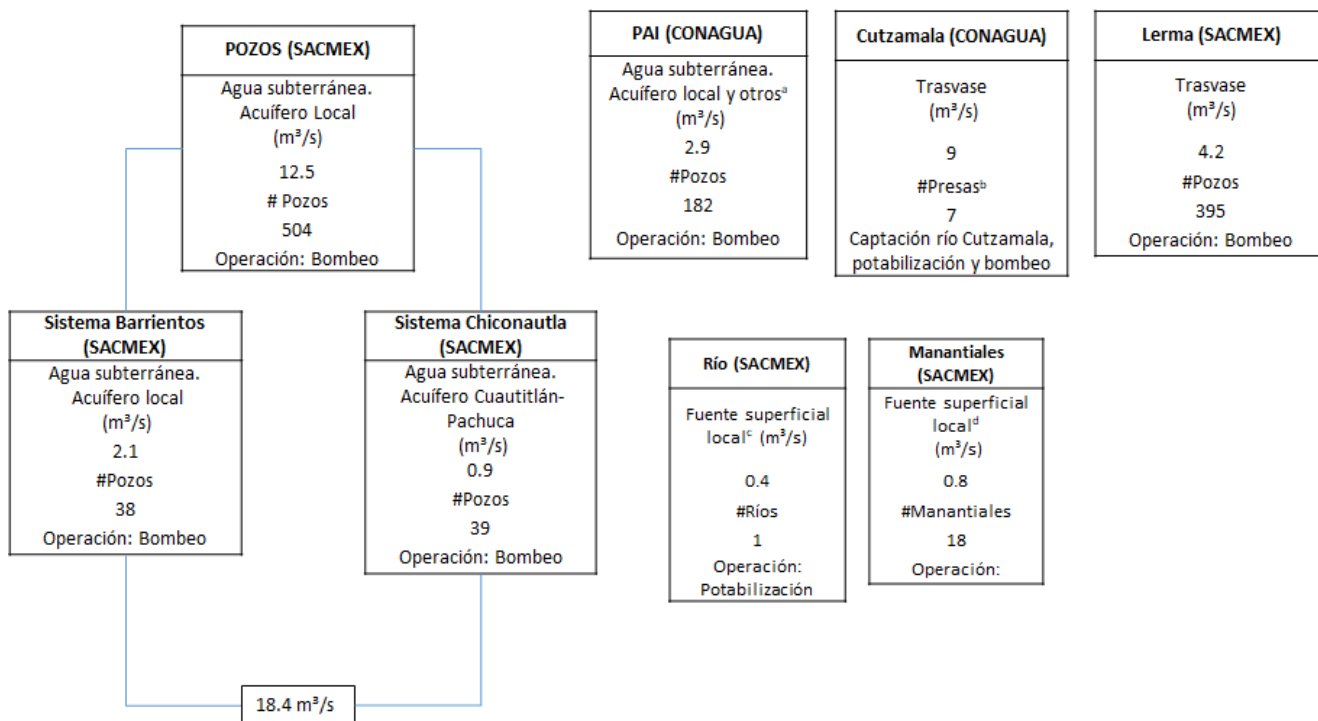 POZOS (SACMEX)
Agua subterránea.
Acuífero Local
(m³/s)
12.5
# Pozos
504
Operación: Bombeo
PAI (CONAGUA)
Agua subterránea.
Acuífero local y otrosᵃ
(m³/s)
2.9
#Pozos
182
Operación: Bombeo
Cutzamala (CONAGUA)
Trasvase
(m³/s)
9
#Presasᵇ
7
Captación río Cutzamala,
potabilización y bombeo
Lerma (SACMEX)
Trasvase
(m³/s)
4.2
#Pozos
395
Operación: Bombeo
Sistema Barrientos
(SACMEX)
Agua subterránea.
Acuífero local
(m³/s)
2.1
#Pozos
38
Operación: Bombeo
Sistema Chiconautla
(SACMEX)
Agua subterránea.
Acuífero Cuautitlán-
Pachuca
(m³/s)
0.9
#Pozos
39
Operación: Bombeo
Río (SACMEX)
Fuente superficial
localᶜ (m³/s)
0.4
#Ríos
1
Operación:
Potabilización
Manantiales
(SACMEX)
Fuente superficial
localᵈ
(m³/s)
0.8
#Manantiales
18
Operación:
18.4 m³/s